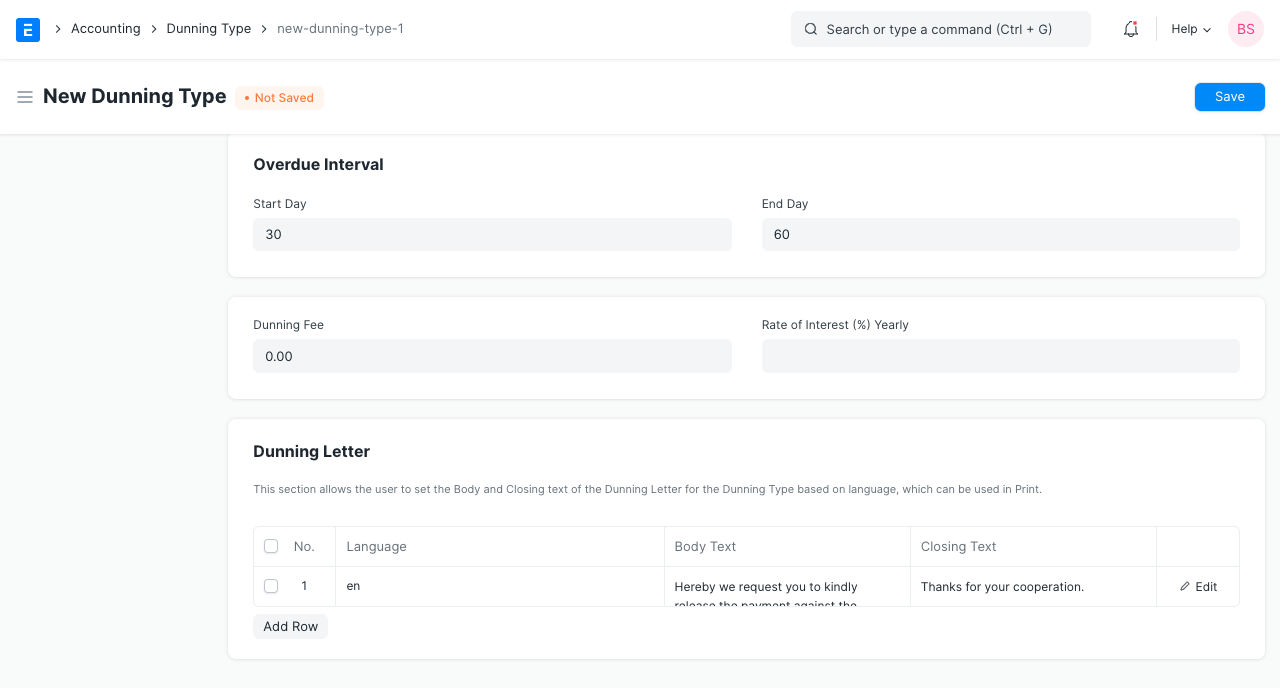 E
Accounting
Dunning Type
new-dunning-type-1
Search or type a command (Ctrl + G)
Help
BS
New Dunning Type
Not Saved
Save
Overdue Interval
Start Day
End Day
30
60
Dunning Fee
Rate of Interest (%) Yearly
0.00
Dunning Letter
This section allows the user to set the Body and Closing text of the Dunning Letter for the Dunning Type based on language, which can be used in Print.
No. Language Body Text Closing Text
1 en Hereby we request you to kindly Thanks for your cooperation. Edit
release the payment against the
Add Row